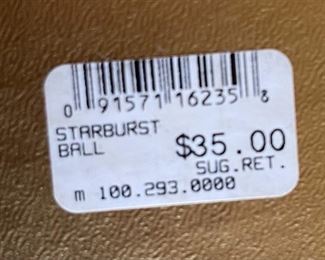 0 91571 16235 8
STARBURST
BALL
$35.00
SUG.RET.
m 100.293.0000